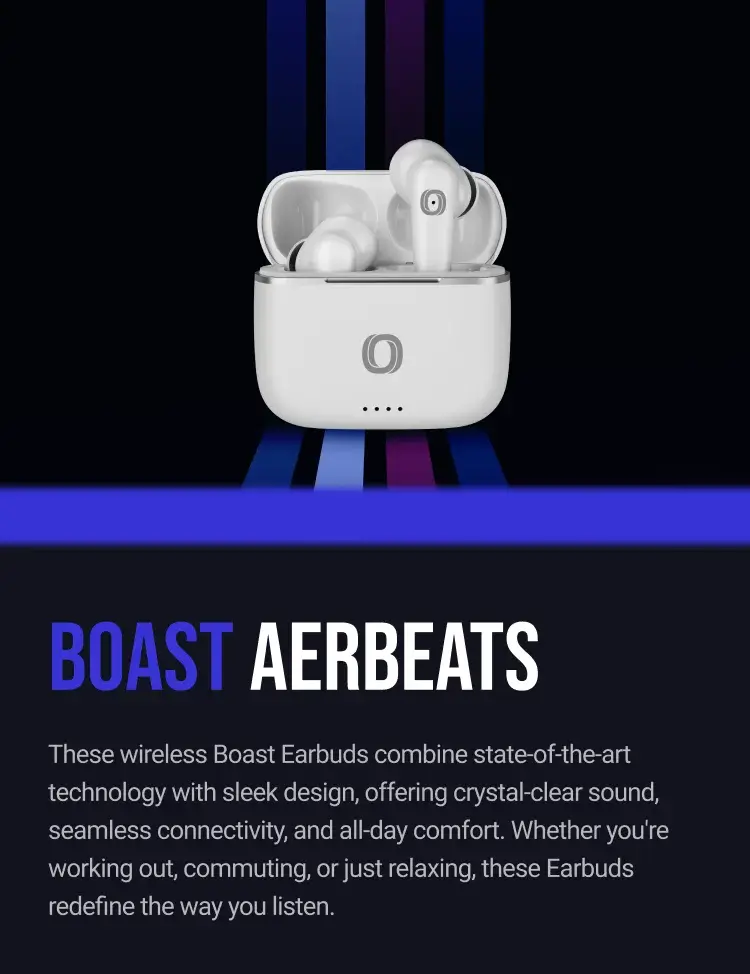 BOAST AERBEATS
These wireless Boast Earbuds combine state-of-the-art
technology with sleek design, offering crystal-clear sound,
seamless connectivity, and all-day comfort. Whether you're
working out, commuting, or just relaxing, these Earbuds
redefine the way you listen.